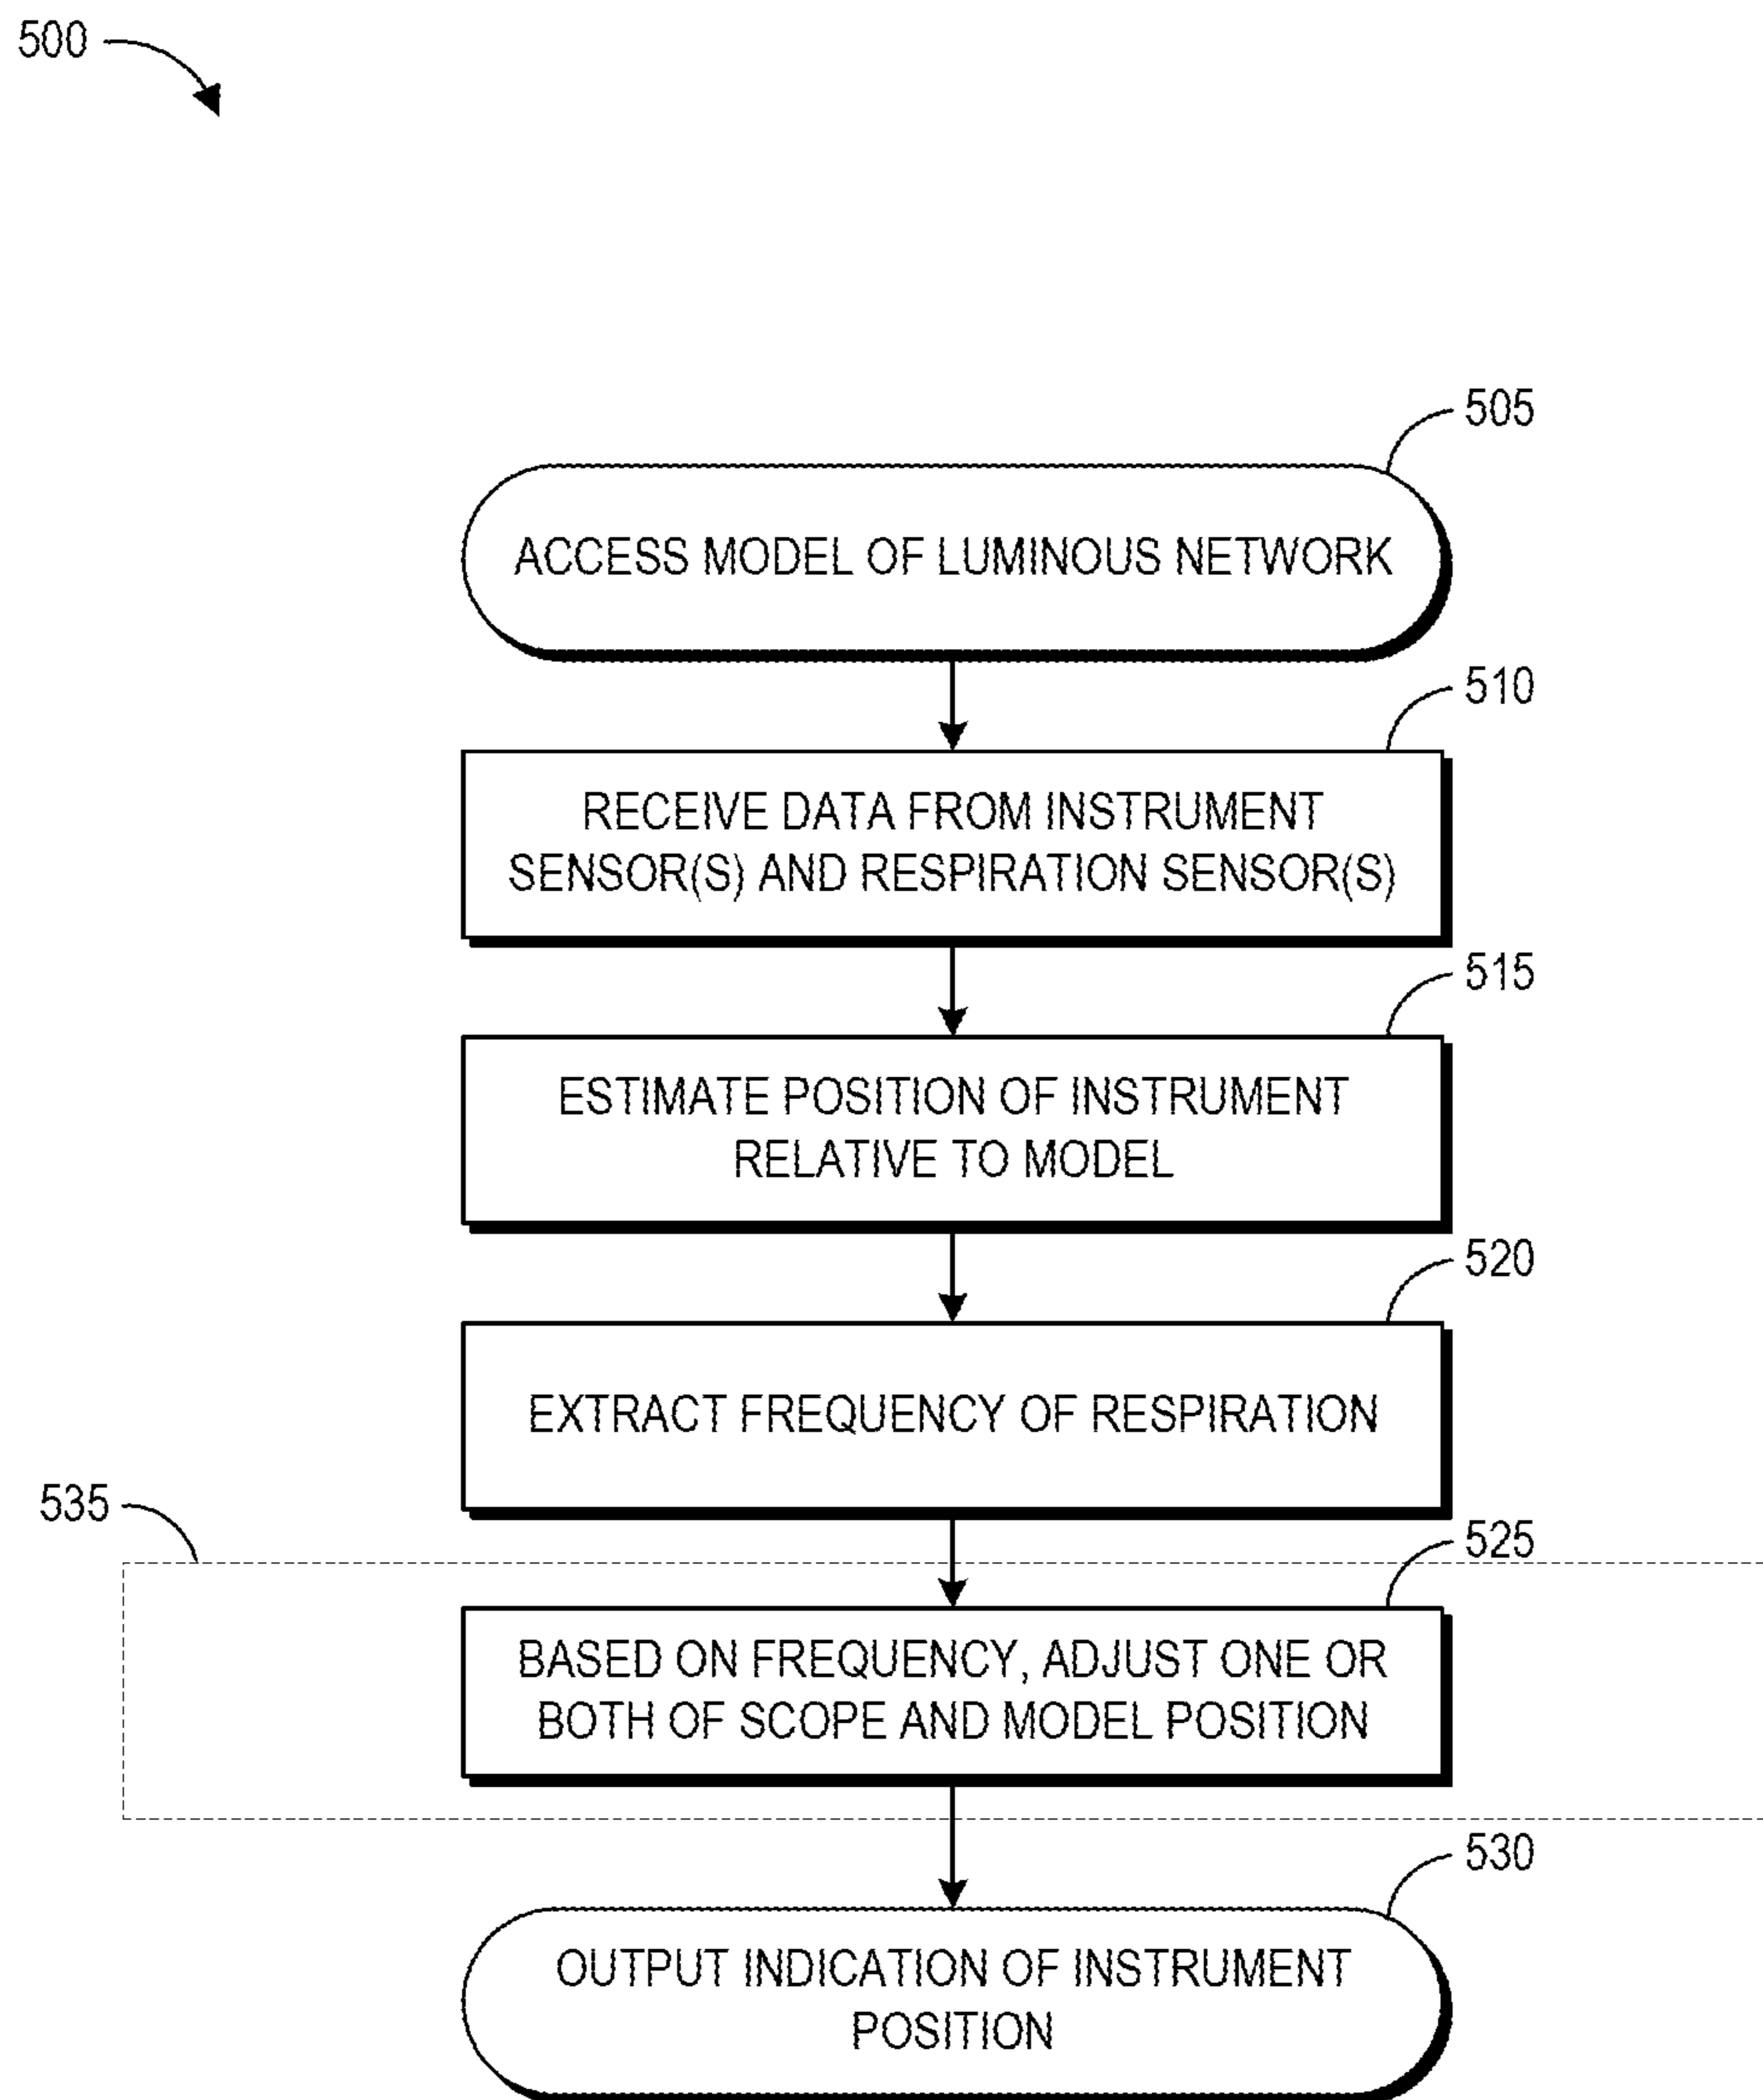 500
505
ACCESS MODEL OF LUMINOUS NETWORK
510
RECEIVE DATA FROM INSTRUMENT
SENSOR(S) AND RESPIRATION SENSOR(S)
515
ESTIMATE POSITION OF INSTRUMENT
RELATIVE TO MODEL
520
EXTRACT FREQUENCY OF RESPIRATION
535
525
BASED ON FREQUENCY, ADJUST ONE OR
BOTH OF SCOPE AND MODEL POSITION
530
OUTPUT INDICATION OF INSTRUMENT
POSITION